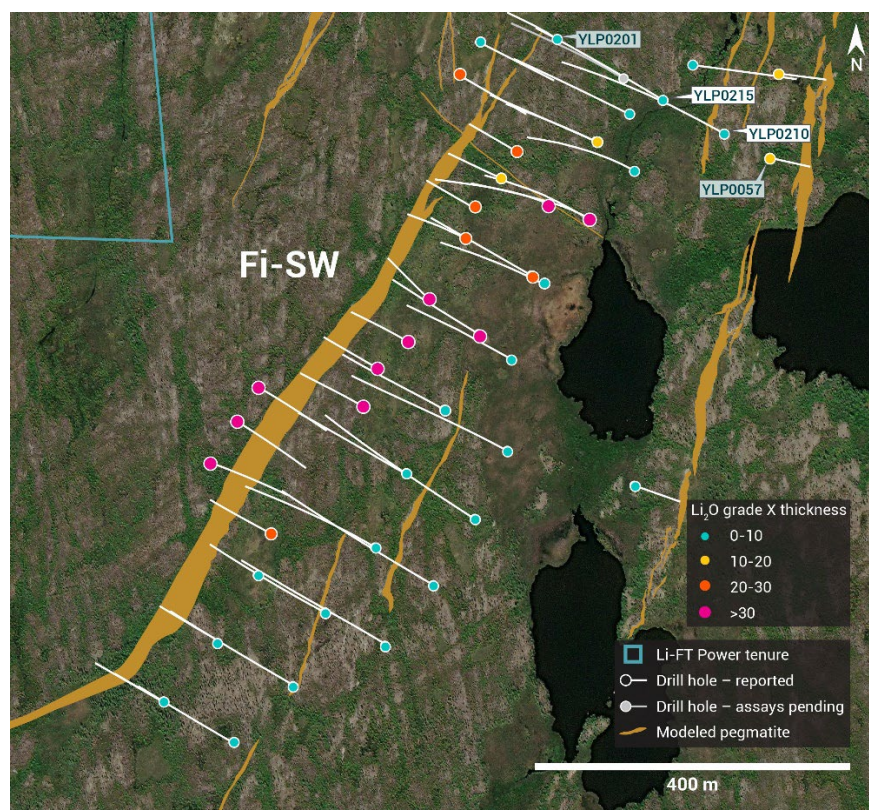 YLP0201
N
YLP0215
YLP0210
YLP0057
Fi-SW
Li₂O grade X thickness
0-10
10-20
20-30
>30
Li-FT Power tenure
Drill hole – reported
Drill hole – assays pending
Modeled pegmatite
400 m